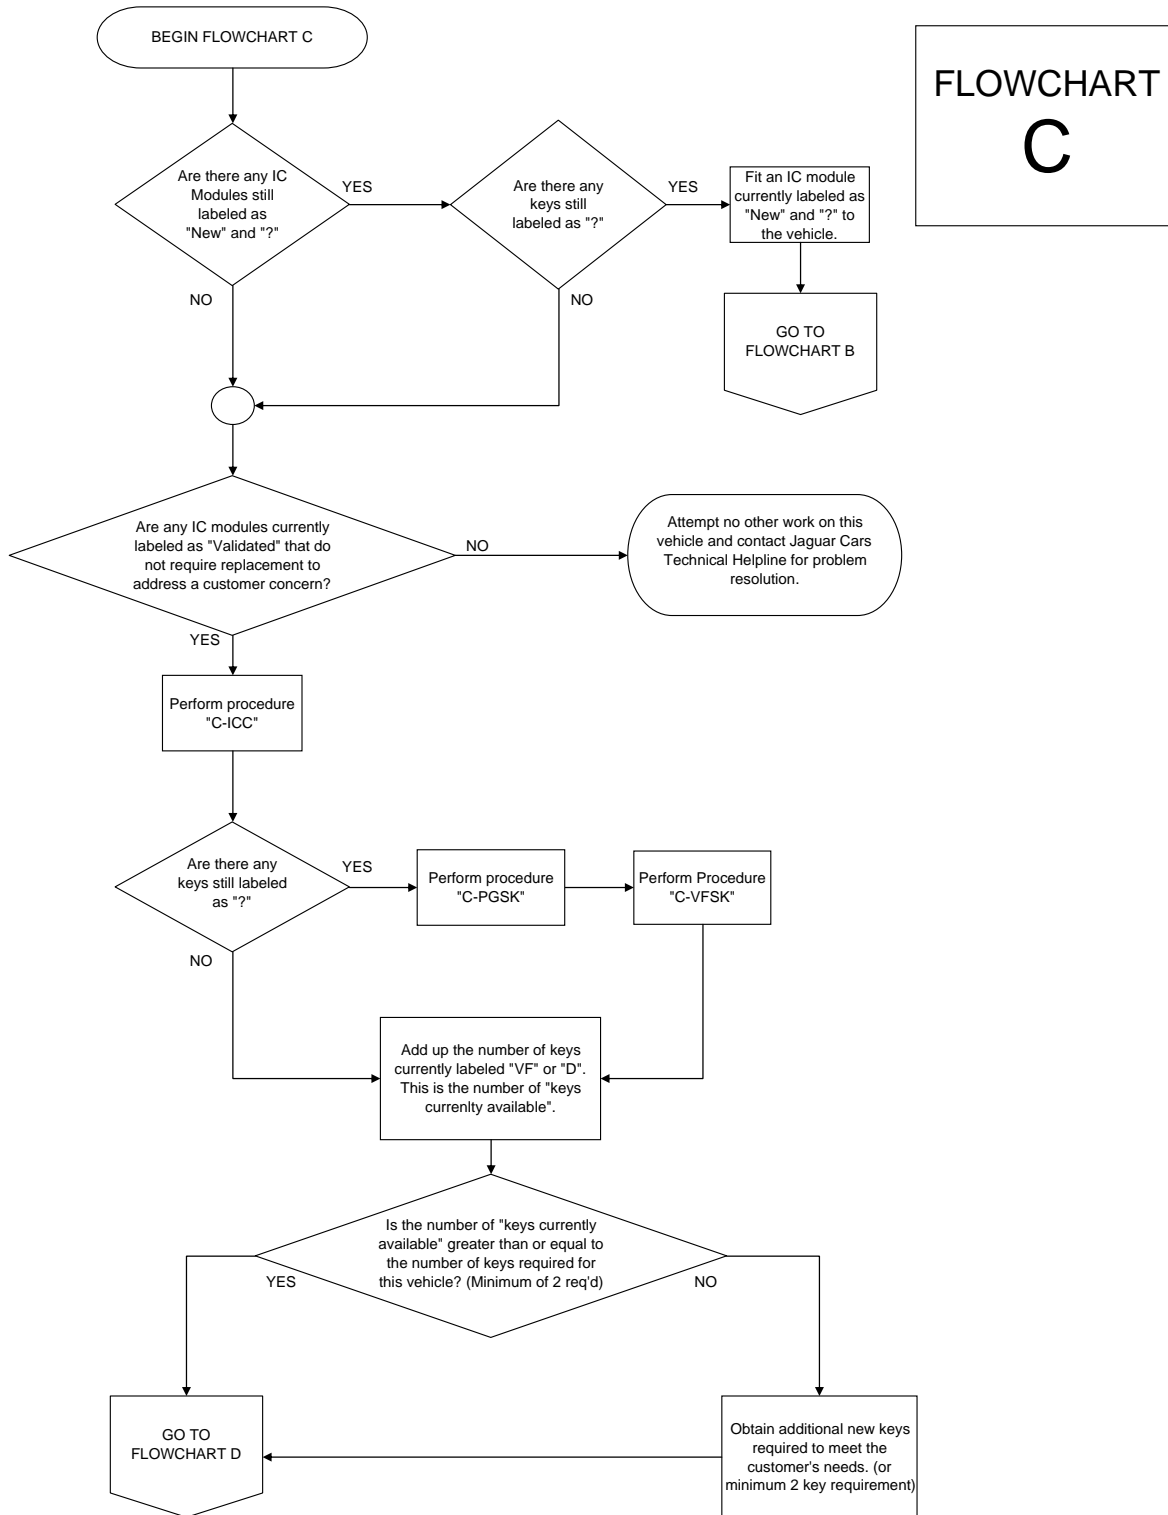 BEGIN FLOWCHART C
FLOWCHART
C
Are there any IC
Modules still
labeled as
"New" and "?"
YES
NO
Are there any
keys still
labeled as "?"
YES
NO
Fit an IC module
currently labeled as
"New" and "?" to
the vehicle.
GO TO
FLOWCHART B
Are any IC modules currently
labeled as "Validated" that do
not require replacement to
address a customer concern?
NO
YES
Attempt no other work on this
vehicle and contact Jaguar Cars
Technical Helpline for problem
resolution.
Perform procedure
"C-ICC"
Are there any
keys still labeled
as "?"
YES
NO
Perform procedure
"C-PGSK"
Perform Procedure
"C-VFSK"
Add up the number of keys
currently labeled "VF" or "D".
This is the number of "keys
currenlty available".
Is the number of "keys currently
available" greater than or equal to
the number of keys required for
this vehicle? (Minimum of 2 req'd)
YES
NO
GO TO
FLOWCHART D
Obtain additional new keys
required to meet the
customer's needs. (or
minimum 2 key requirement)